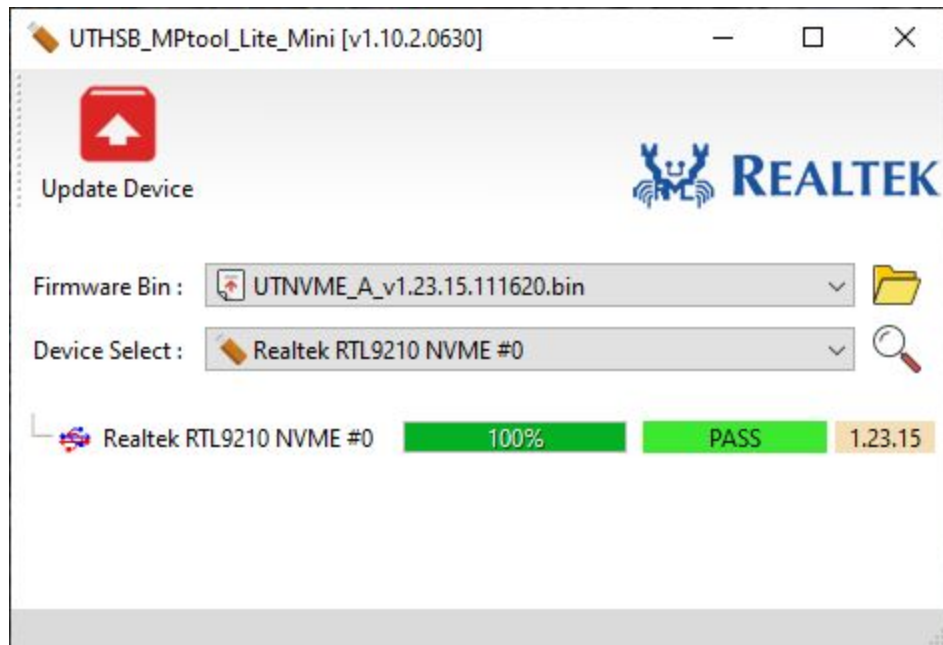 UTHSB_MPtool_Lite_Mini [v1.10.2.0630]
Update Device
REALTEK
Firmware Bin : UTNVME_A_v1.23.15.111620.bin
Device Select : Realtek RTL9210 NVME #0
Realtek RTL9210 NVME #0 100% PASS 1.23.15